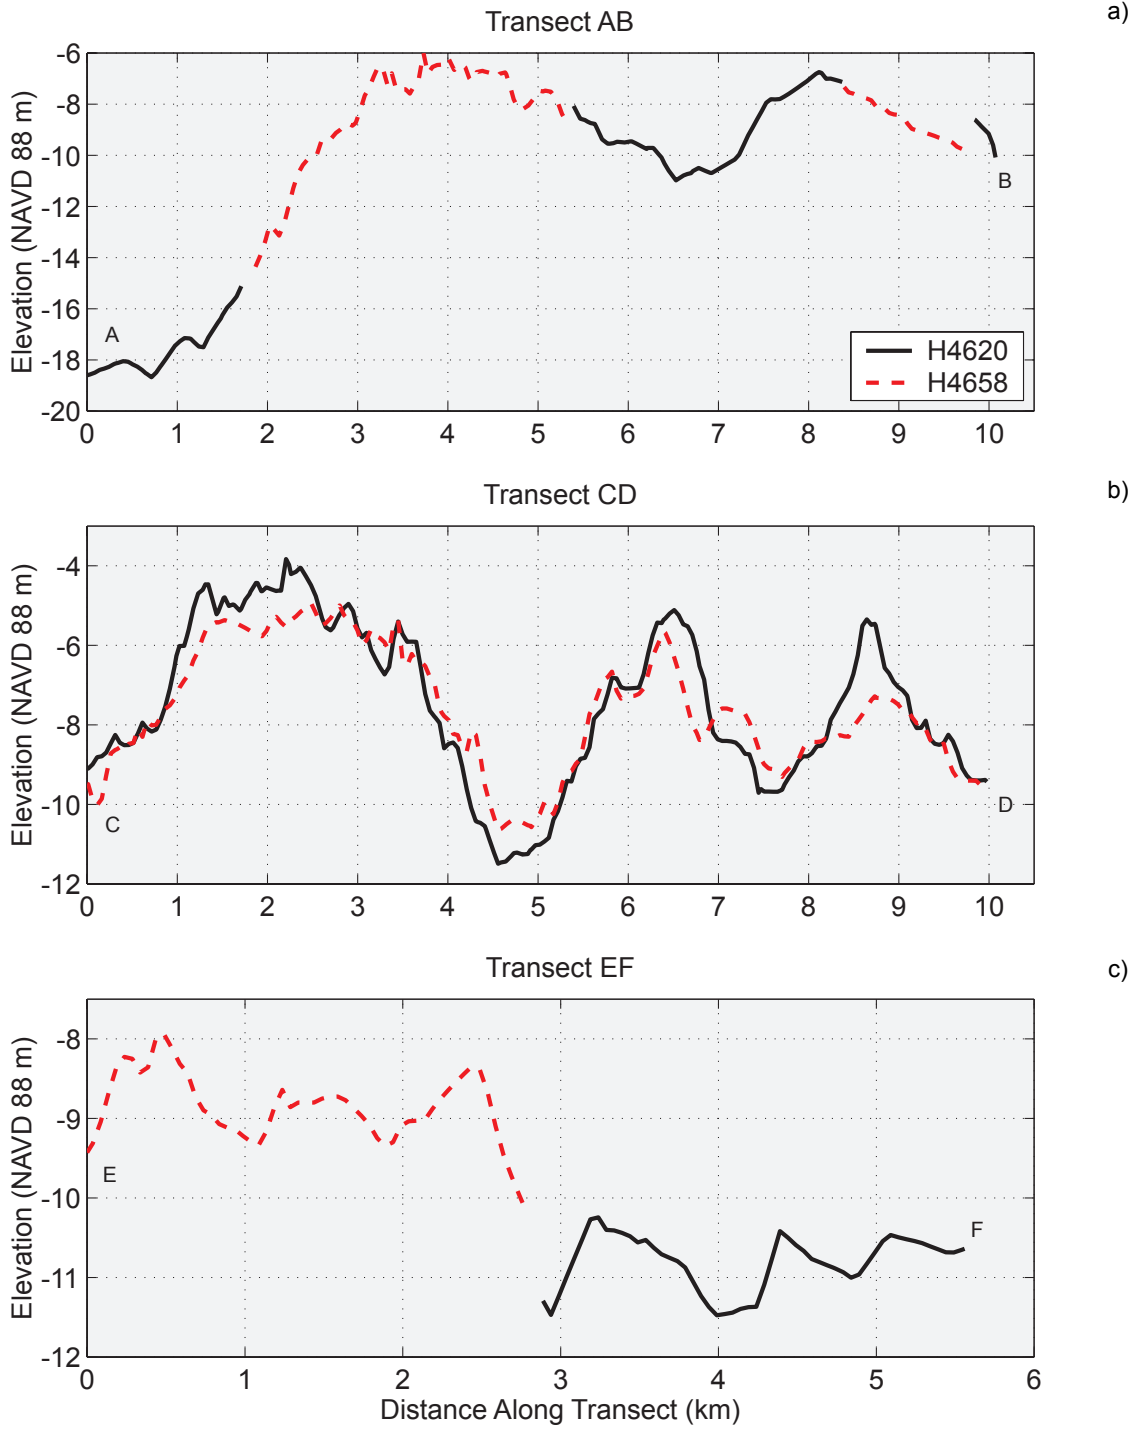 a)
Transect AB
Elevation (NAVD 88 m)
-6
-8
-10
-12
-14
-16
-18
-20
A
B
H4620
H4658
0 1 2 3 4 5 6 7 8 9 10
b)
Transect CD
Elevation (NAVD 88 m)
-4
-6
-8
-10
-12
C
D
0 1 2 3 4 5 6 7 8 9 10
c)
Transect EF
Elevation (NAVD 88 m)
-8
-9
-10
-11
-12
E
F
0 1 2 3 4 5 6
Distance Along Transect (km)